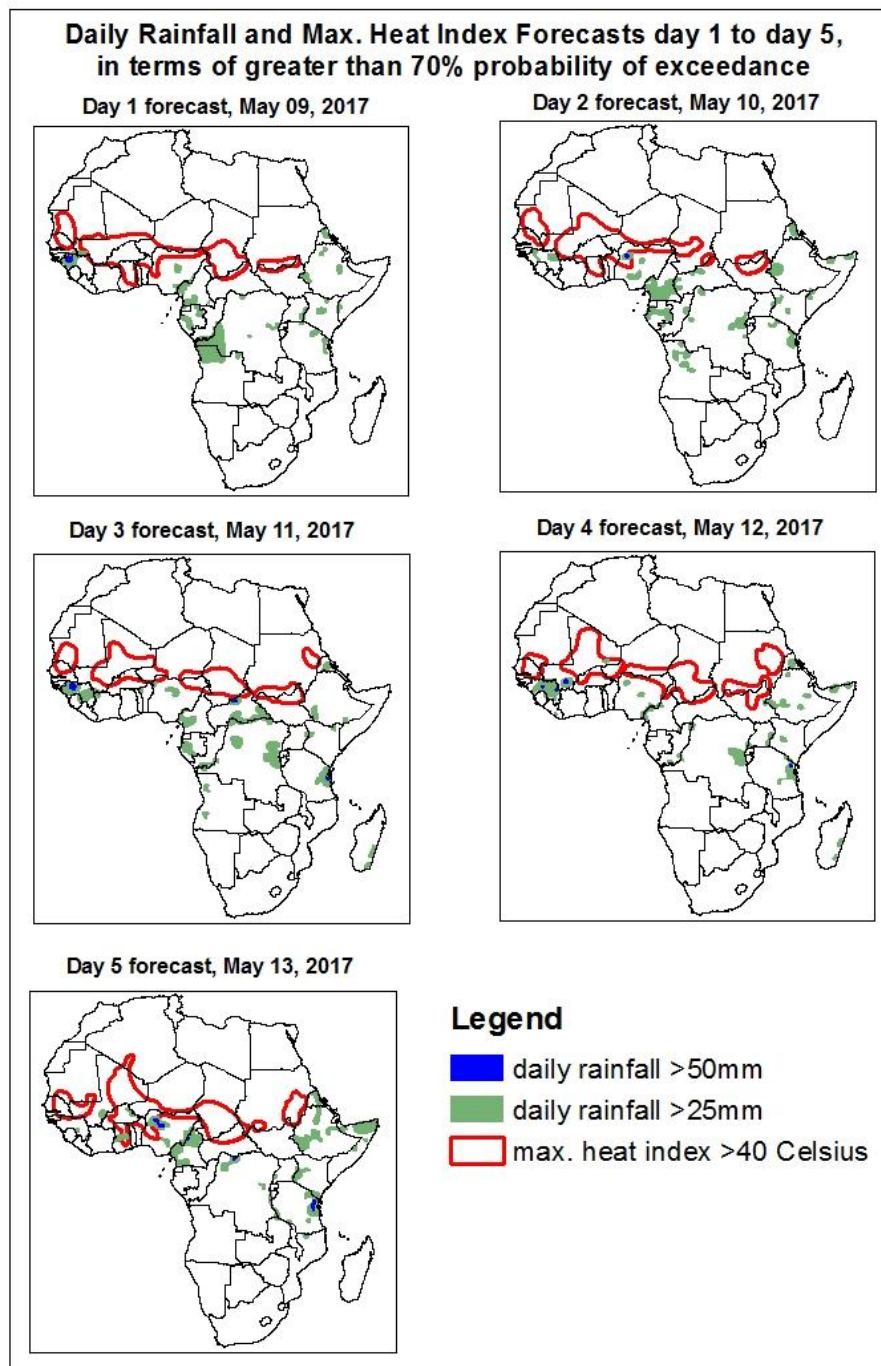 Daily Rainfall and Max. Heat Index Forecasts day 1 to day 5,
in terms of greater than 70% probability of exceedance
Day 1 forecast, May 09, 2017
Day 2 forecast, May 10, 2017
Day 3 forecast, May 11, 2017
Day 4 forecast, May 12, 2017
Day 5 forecast, May 13, 2017
Legend
daily rainfall >50mm
daily rainfall >25mm
max. heat index >40 Celsius